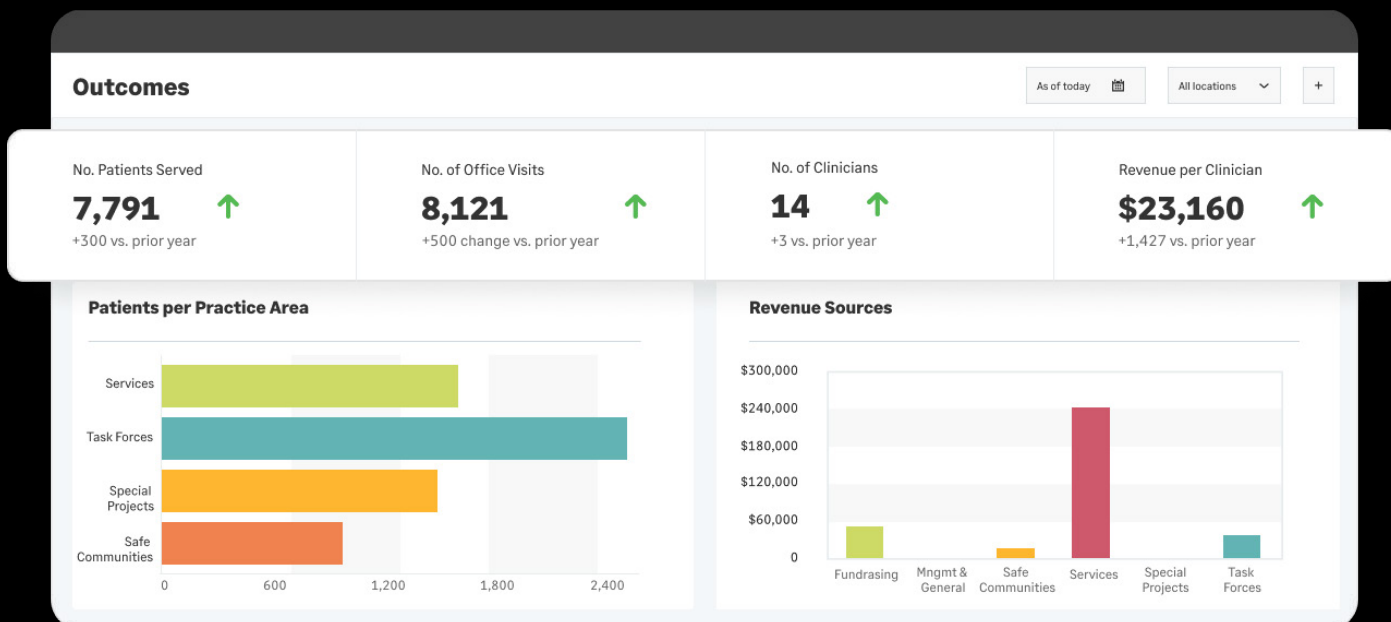 Outcomes
As of today
All locations
+
No. Patients Served
7,791
+300 vs. prior year
No. of Office Visits
8,121
+500 change vs. prior year
No. of Clinicians
14
+3 vs. prior year
Revenue per Clinician
$23,160
+1,427 vs. prior year
Patients per Practice Area
Services
Task Forces
Special
Projects
Safe
Communities
0 600 1,200 1,800 2,400
Revenue Sources
$300,000
$240,000
$180,000
$120,000
$60,000
0
Fundrasing
Mngmt &
General
Safe
Communities
Services
Special
Projects
Task
Forces